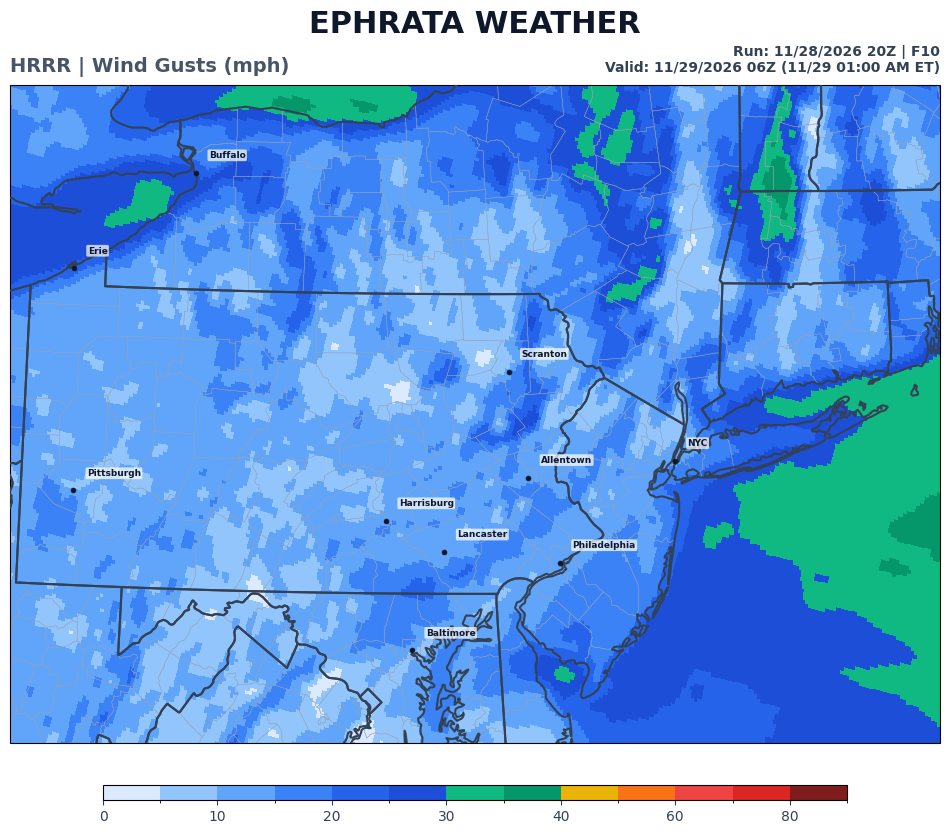 EPHRATA WEATHER
HRRR | Wind Gusts (mph)
Run: 11/28/2026 20Z | F10
Valid: 11/29/2026 06Z (11/29 01:00 AM ET)
Buffalo
Erie
Scranton
NYC
Allentown
Pittsburgh
Harrisburg
Lancaster
Philadelphia
Baltimore
0 10 20 30 40 50 60 70 80